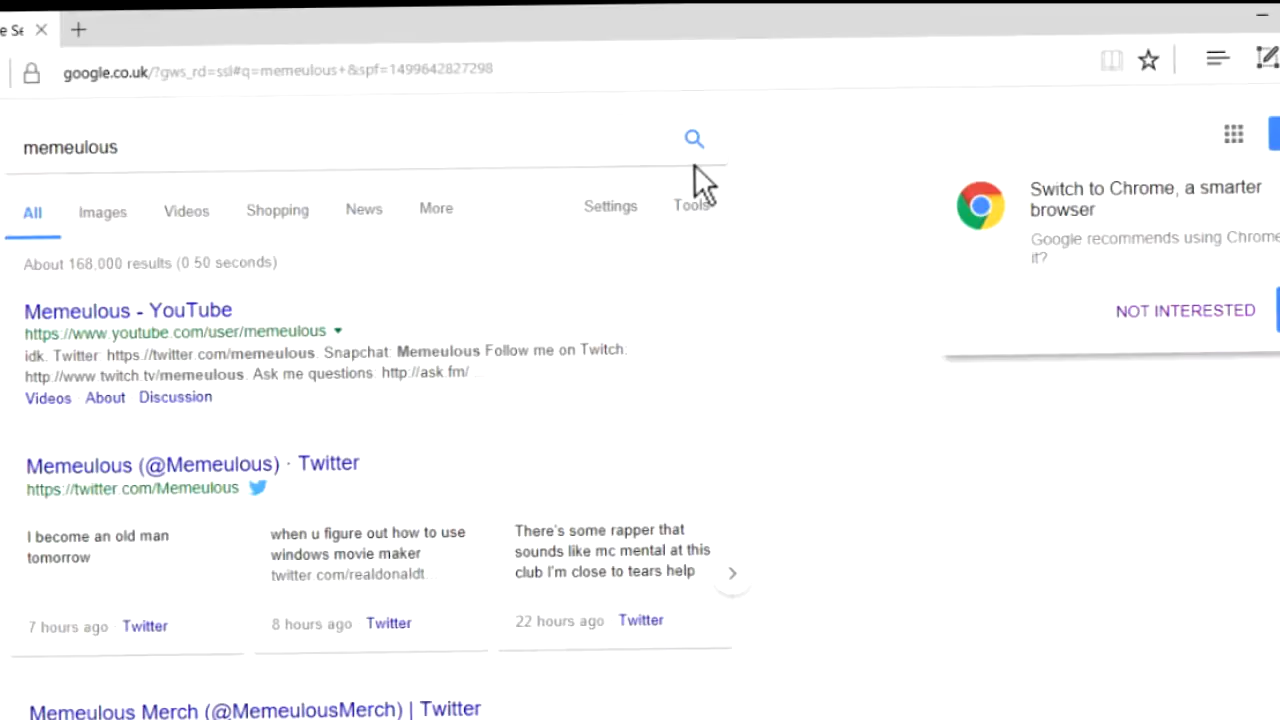 e Se
google.co.uk/?gws_rd=ssl#q=memeulous+&spf=1499642827298
memeulous
All Images Videos Shopping News More Settings Tools
About 168,000 results (0 50 seconds)
Switch to Chrome, a smarter
browser
Google recommends using Chrome
it?
NOT INTERESTED
Memeulous - YouTube
https://www.youtube.com/user/memeulous
idk. Twitter: https://twitter.com/memeulous. Snapchat: Memeulous Follow me on Twitch:
http://www.twitch.tv/memeulous. Ask me questions: http://ask.fm/
Videos · About · Discussion
Memeulous (@Memeulous) · Twitter
https://twitter.com/Memeulous
I become an old man
tomorrow
7 hours ago · Twitter
when u figure out how to use
windows movie maker
twitter.com/realdonaldt
8 hours ago · Twitter
There's some rapper that
sounds like mc mental at this
club I'm close to tears help
22 hours ago · Twitter
Memeulous Merch (@MemeulousMerch) | Twitter